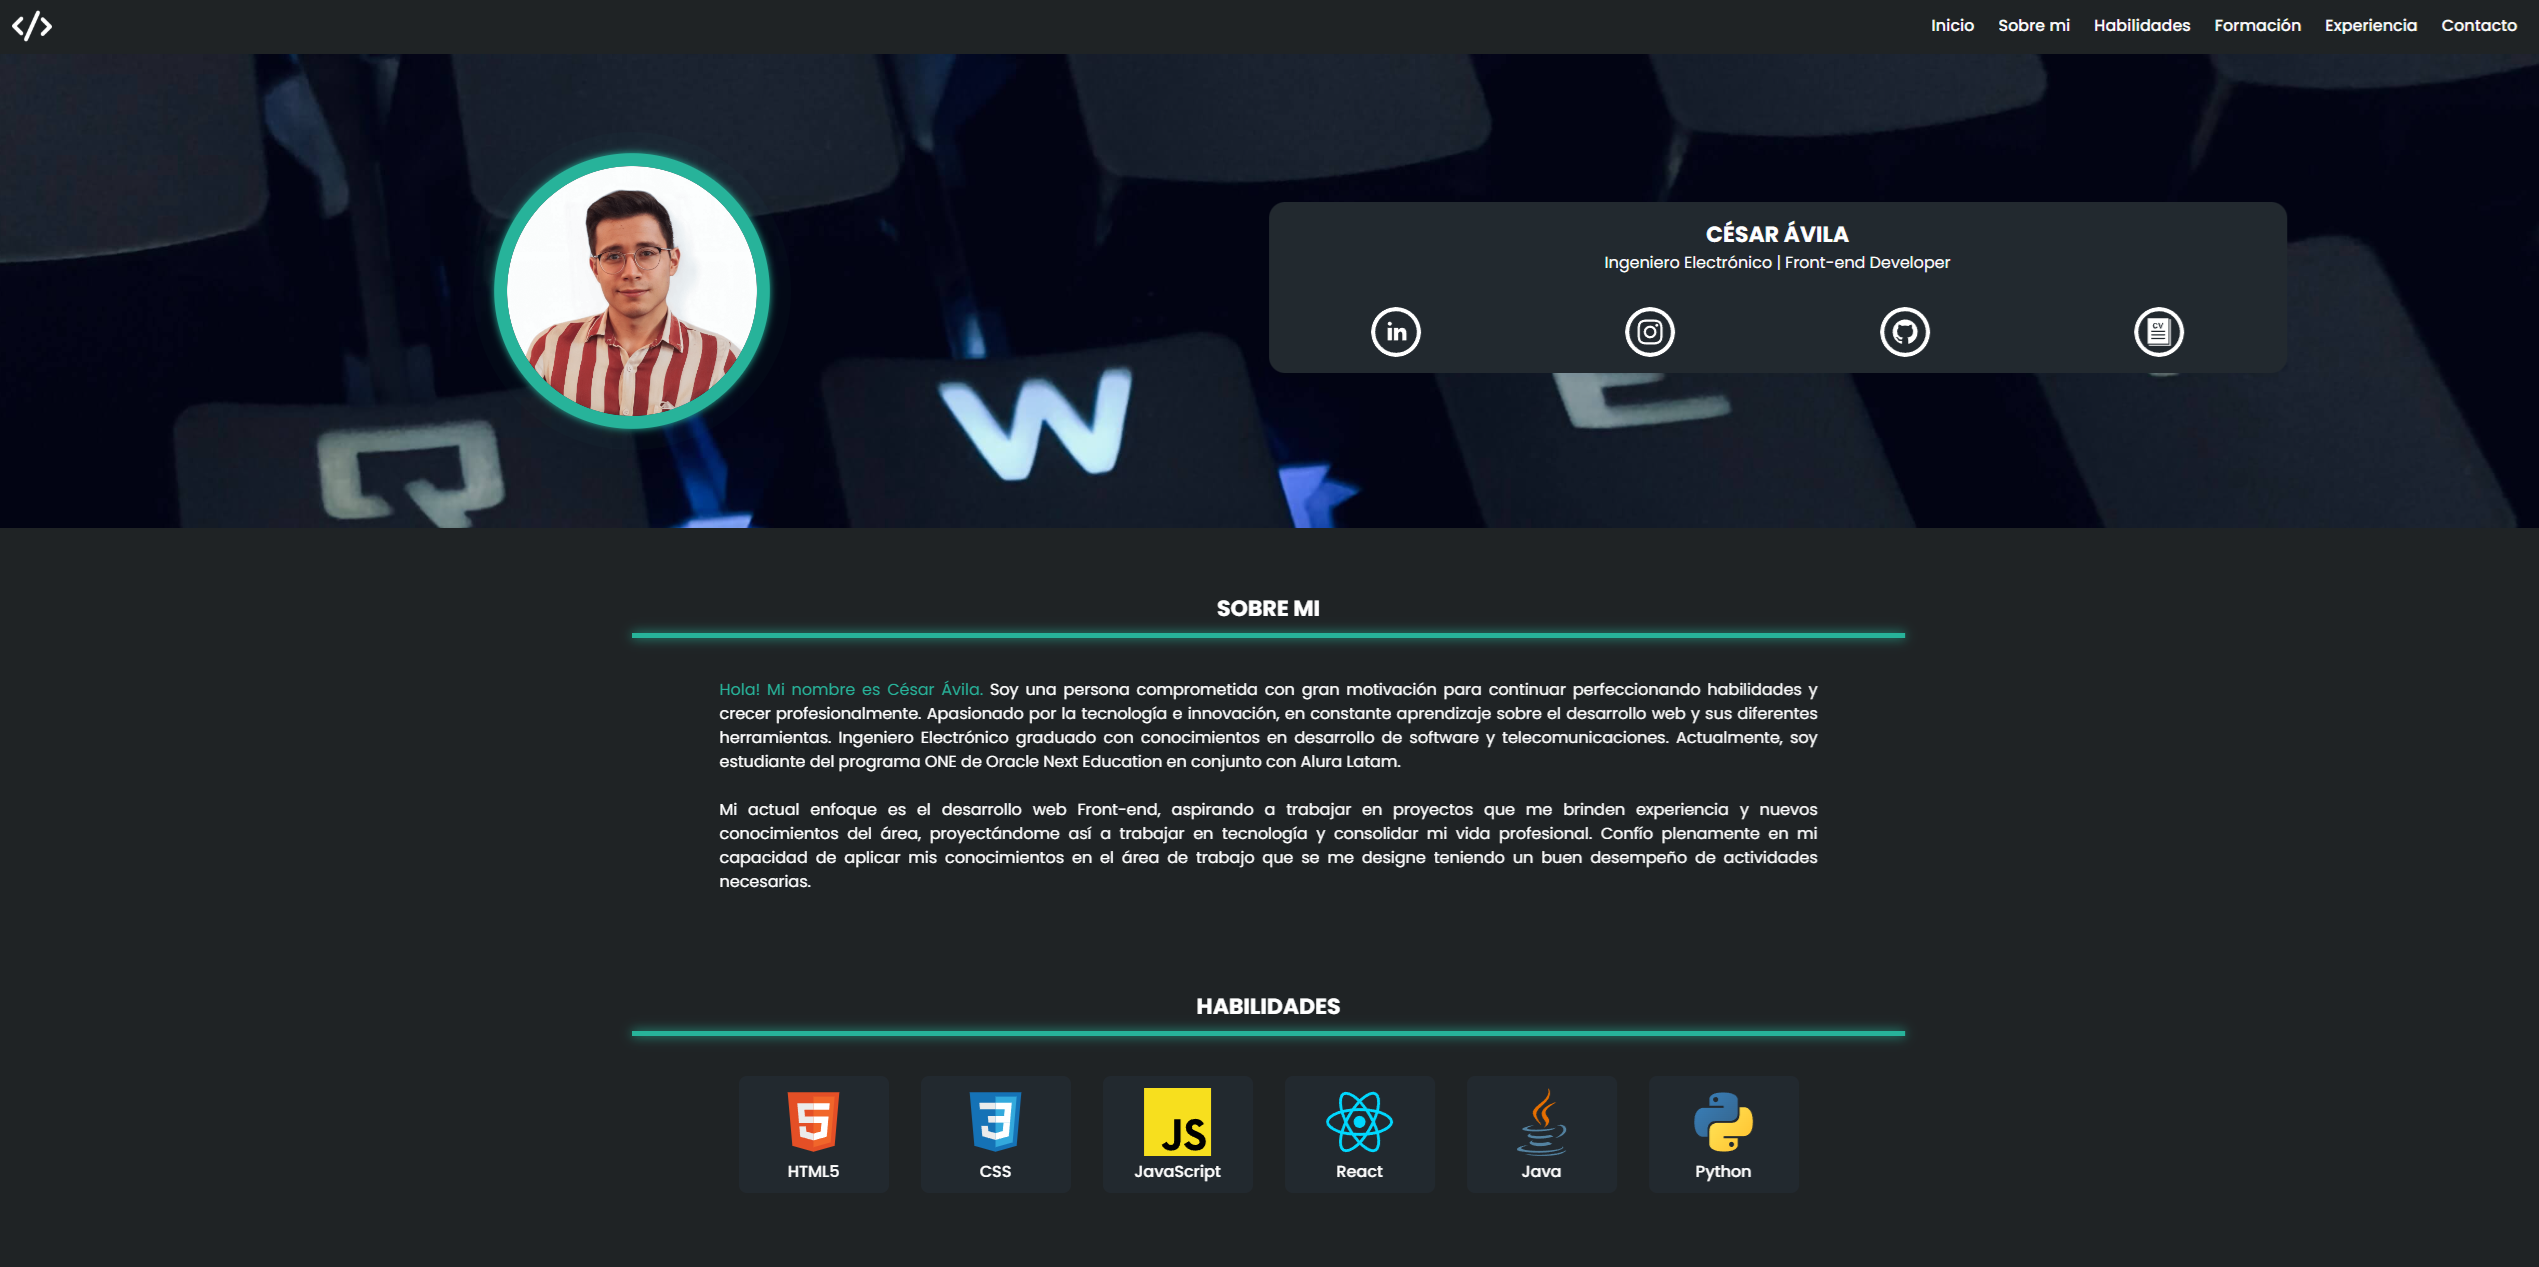 </>
Inicio Sobre mi Habilidades Formación Experiencia Contacto
CÉSAR ÁVILA
Ingeniero Electrónico | Front-end Developer
in
CV
Q W E
SOBRE MI
Hola! Mi nombre es César Ávila. Soy una persona comprometida con gran motivación para continuar perfeccionando habilidades y
crecer profesionalmente. Apasionado por la tecnología e innovación, en constante aprendizaje sobre el desarrollo web y sus diferentes
herramientas. Ingeniero Electrónico graduado con conocimientos en desarrollo de software y telecomunicaciones. Actualmente, soy
estudiante del programa ONE de Oracle Next Education en conjunto con Alura Latam.
Mi actual enfoque es el desarrollo web Front-end, aspirando a trabajar en proyectos que me brinden experiencia y nuevos
conocimientos del área, proyectándome así a trabajar en tecnología y consolidar mi vida profesional. Confío plenamente en mi
capacidad de aplicar mis conocimientos en el área de trabajo que se me designe teniendo un buen desempeño de actividades
necesarias.
HABILIDADES
5 3 JS
HTML5 CSS JavaScript React Java Python